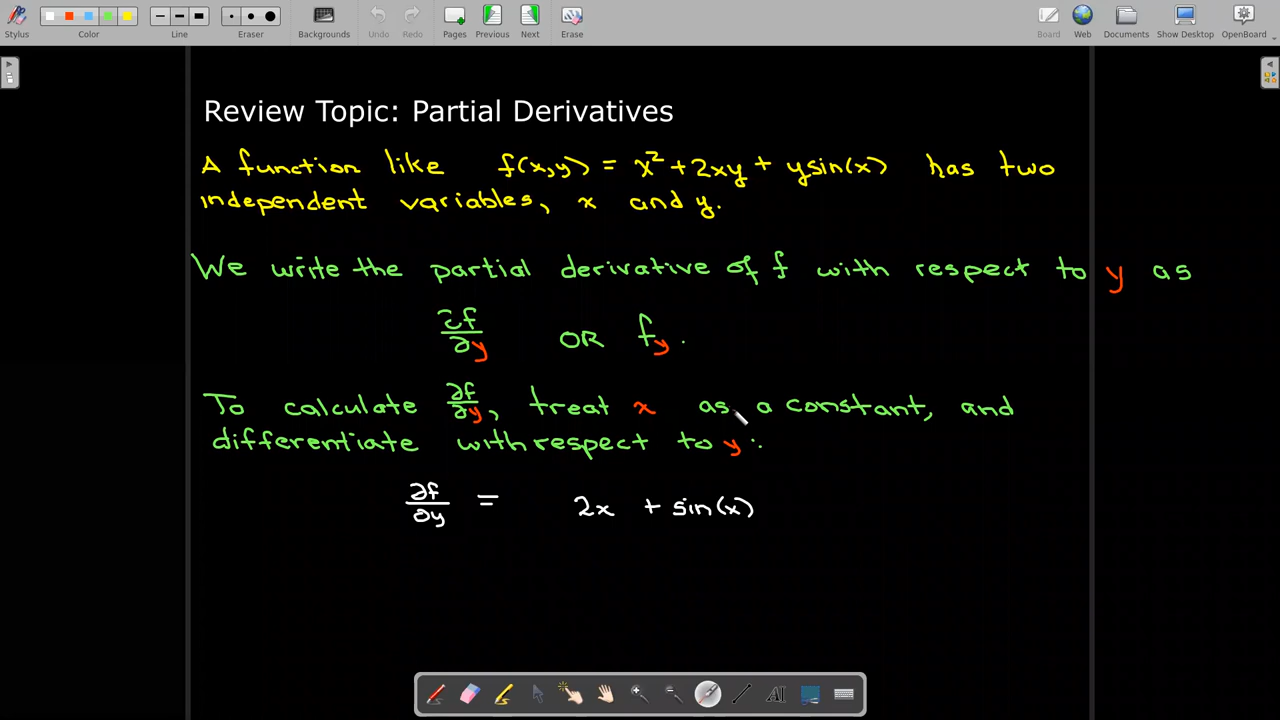 Stylus Color Line Eraser Backgrounds Undo Redo Pages Previous Next Erase Board Web Documents Show Desktop OpenBoard
Review Topic: Partial Derivatives
A function like f(x,y) = x² + 2xy + ysin(x) has two
independent variables, x and y.
We write the partial derivative of f with respect to y as
∂f/∂y OR f_y.
To calculate ∂f/∂y, treat x as a constant, and
differentiate with respect to y:
∂f/∂y = 2x + sin(x)
AI